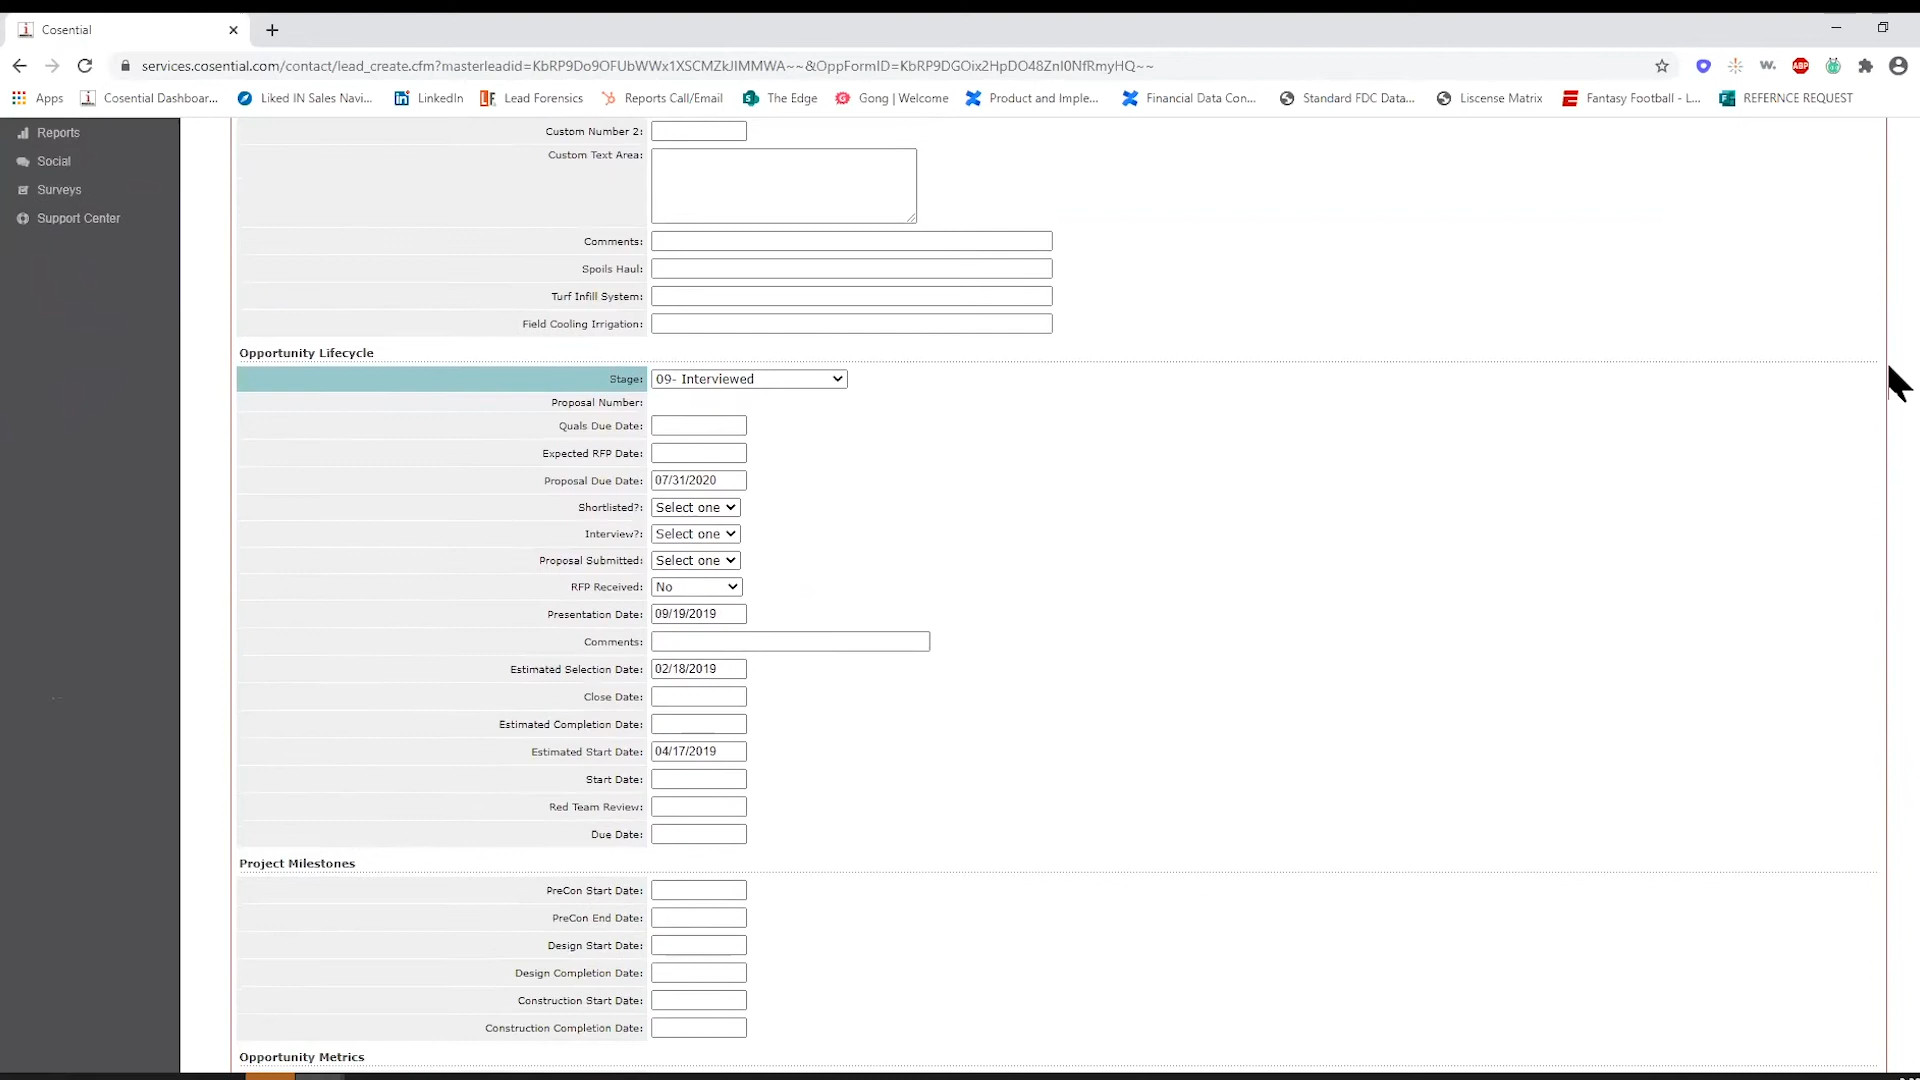 Cosential
services.cosential.com/contact/lead_create.cfm?masterleadid=KbRP9Do9OFUbWWx1XSCMZkJIMMWA~~&OppFormID=KbRP9DGOix2HpDO48ZnI0NfRmyHQ~~
Apps Cosential Dashboar... Liked IN Sales Navi... LinkedIn Lead Forensics Reports Call/Email The Edge Gong | Welcome Product and Imple... Financial Data Con... Standard FDC Data... Liscense Matrix Fantasy Football - L... REFERNCE REQUEST
Reports
Social
Surveys
Support Center
Custom Number 2:
Custom Text Area:
Comments:
Spoils Haul:
Turf Infill System:
Field Cooling Irrigation:
Opportunity Lifecycle
Stage: 09- Interviewed
Proposal Number:
Quals Due Date:
Expected RFP Date:
Proposal Due Date: 07/31/2020
Shortlisted?: Select one
Interview?: Select one
Proposal Submitted: Select one
RFP Received: No
Presentation Date: 09/19/2019
Comments:
Estimated Selection Date: 02/18/2019
Close Date:
Estimated Completion Date:
Estimated Start Date: 04/17/2019
Start Date:
Red Team Review:
Due Date:
Project Milestones
PreCon Start Date:
PreCon End Date:
Design Start Date:
Design Completion Date:
Construction Start Date:
Construction Completion Date:
Opportunity Metrics